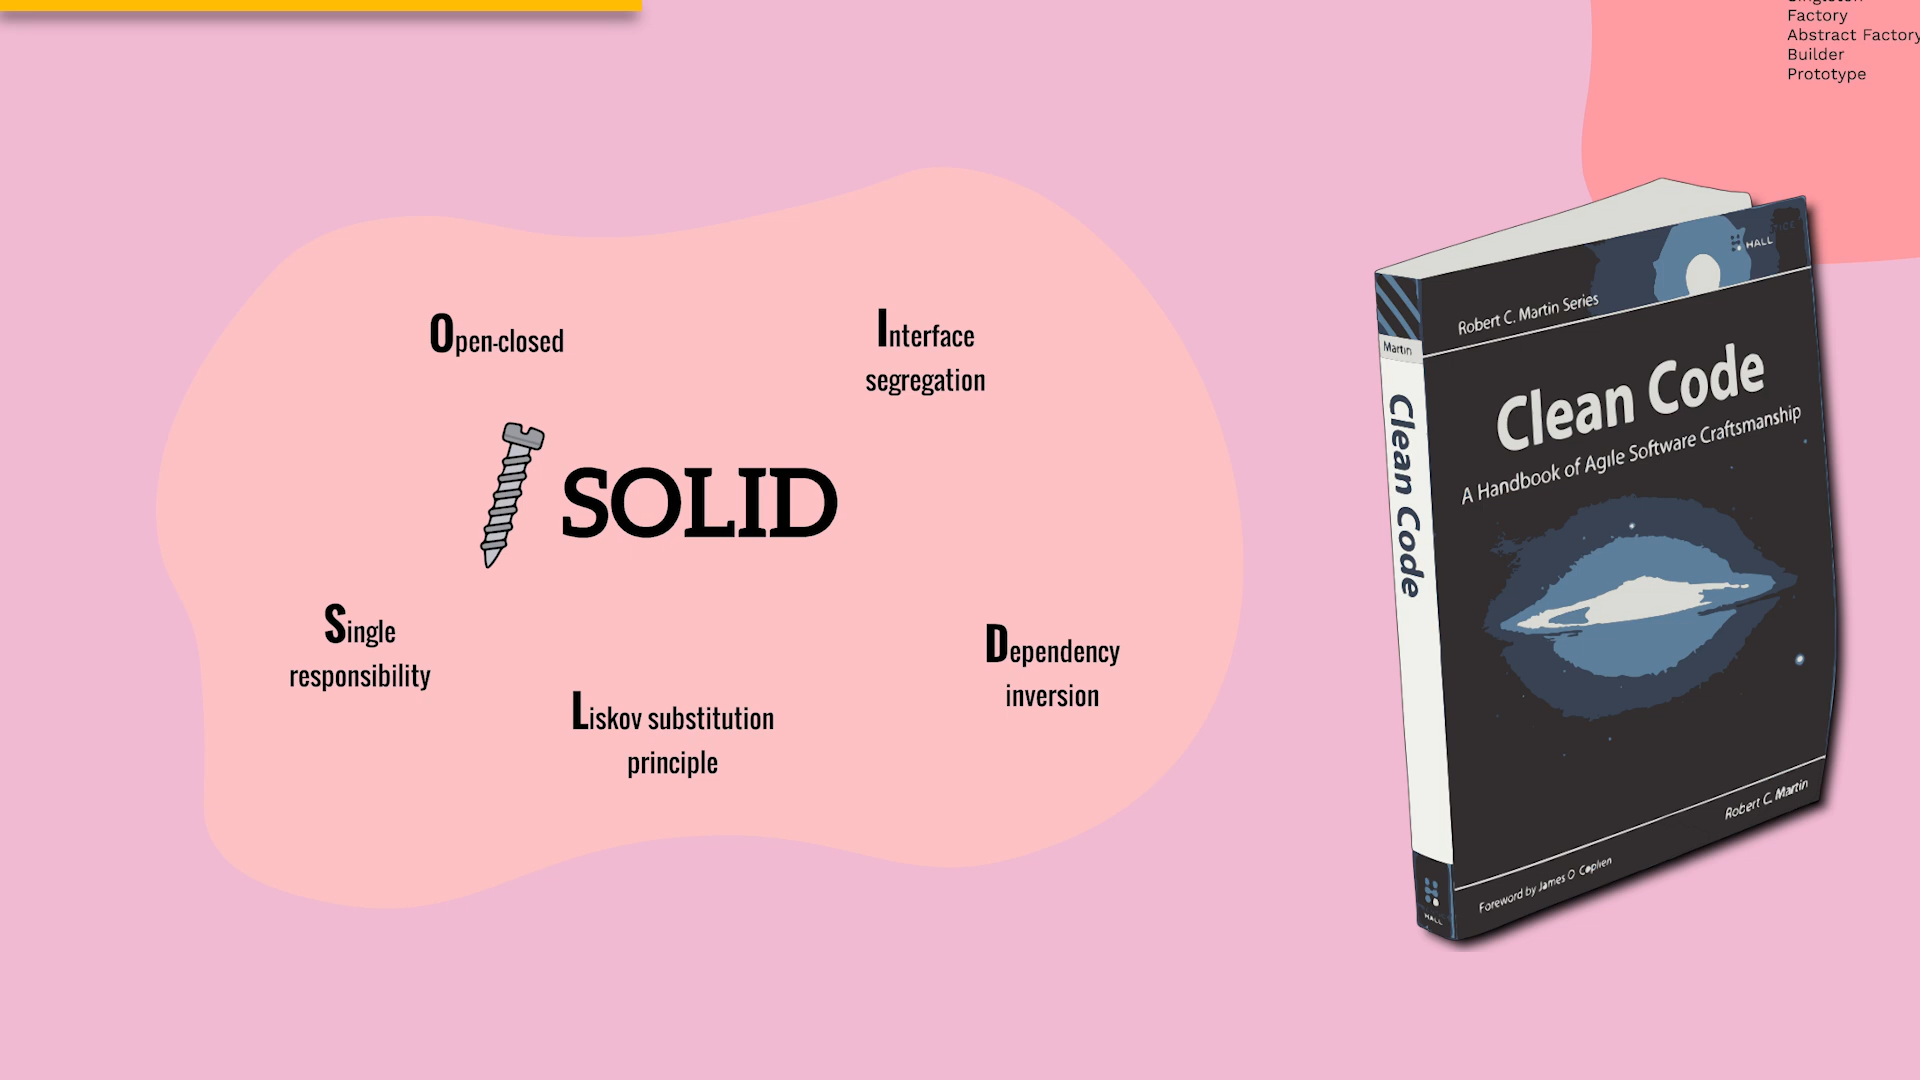 Factory
Abstract Factory
Builder
Prototype
Open-closed
Interface
segregation
SOLID
Single
responsibility
Liskov substitution
principle
Dependency
inversion
HALL
Robert C. Martin Series
Martin
Clean Code
A Handbook of Agile Software Craftsmanship
Clean Code
Robert C. Martin
Foreword by James O. Coplien
HALL